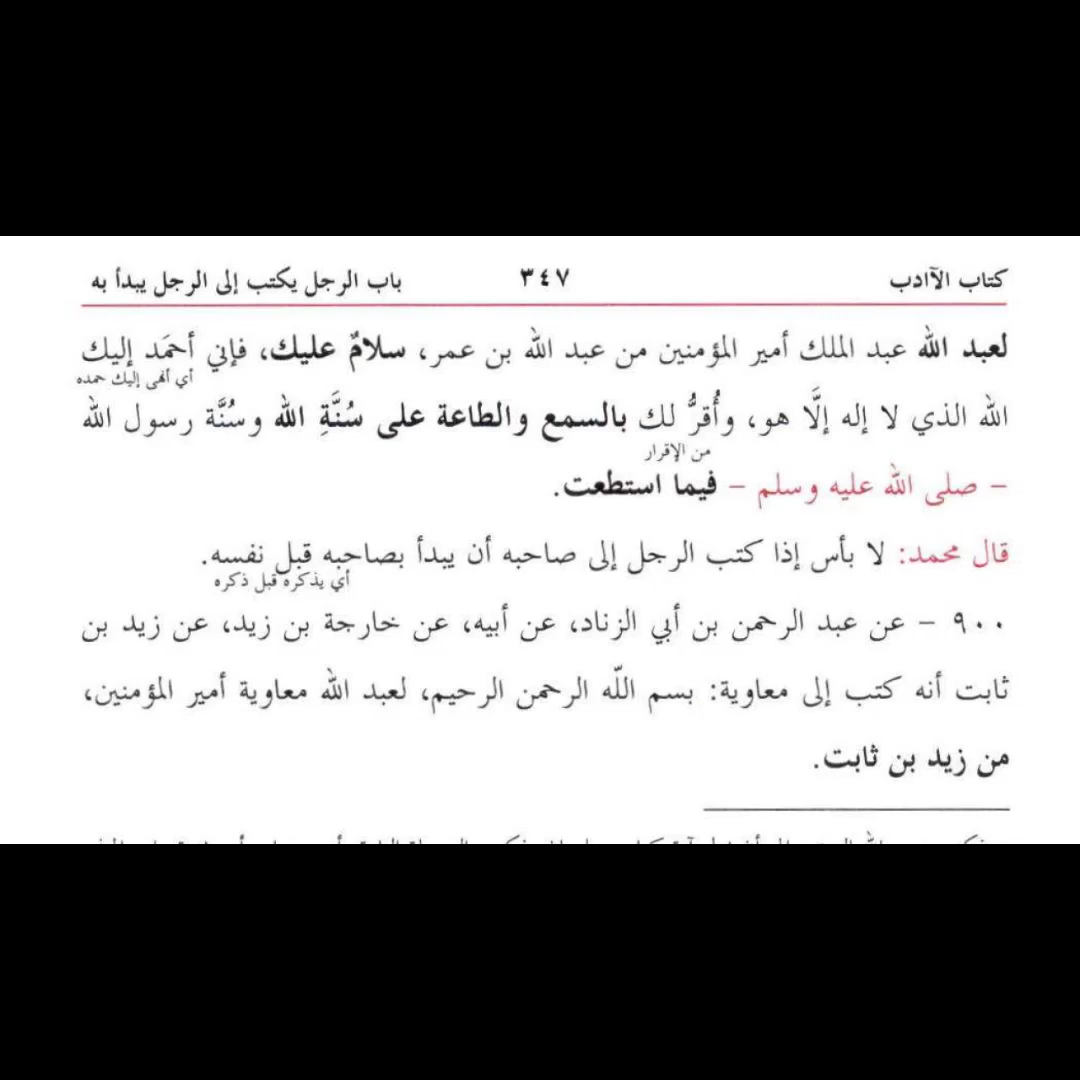 كتاب الآادب ٣٤٧ باب الرجل يكتب إلى الرجل يبدأ به
لعبد الله عبد الملك أمير المؤمنين من عبد الله بن عمر، سلامٌ عليك، فإني أحمَد إليك
أي أنهى إليك حمده
الله الذي لا إله إلَّا هو، وأُقرُّ لك بالسمع والطاعة على سُنَّةِ الله وسُنَّة رسول الله
من الإقرار
– صلى الله عليه وسلم – فيما استطعت.
قال محمد: لا بأس إذا كتب الرجل إلى صاحبه أن يبدأ بصاحبه قبل نفسه.
أي يذكره قبل ذكره
٩٠٠ – عن عبد الرحمن بن أبي الزناد، عن أبيه، عن خارجة بن زيد، عن زيد بن
ثابت أنه كتب إلى معاوية: بسم اللّه الرحمن الرحيم، لعبد الله معاوية أمير المؤمنين،
من زيد بن ثابت.